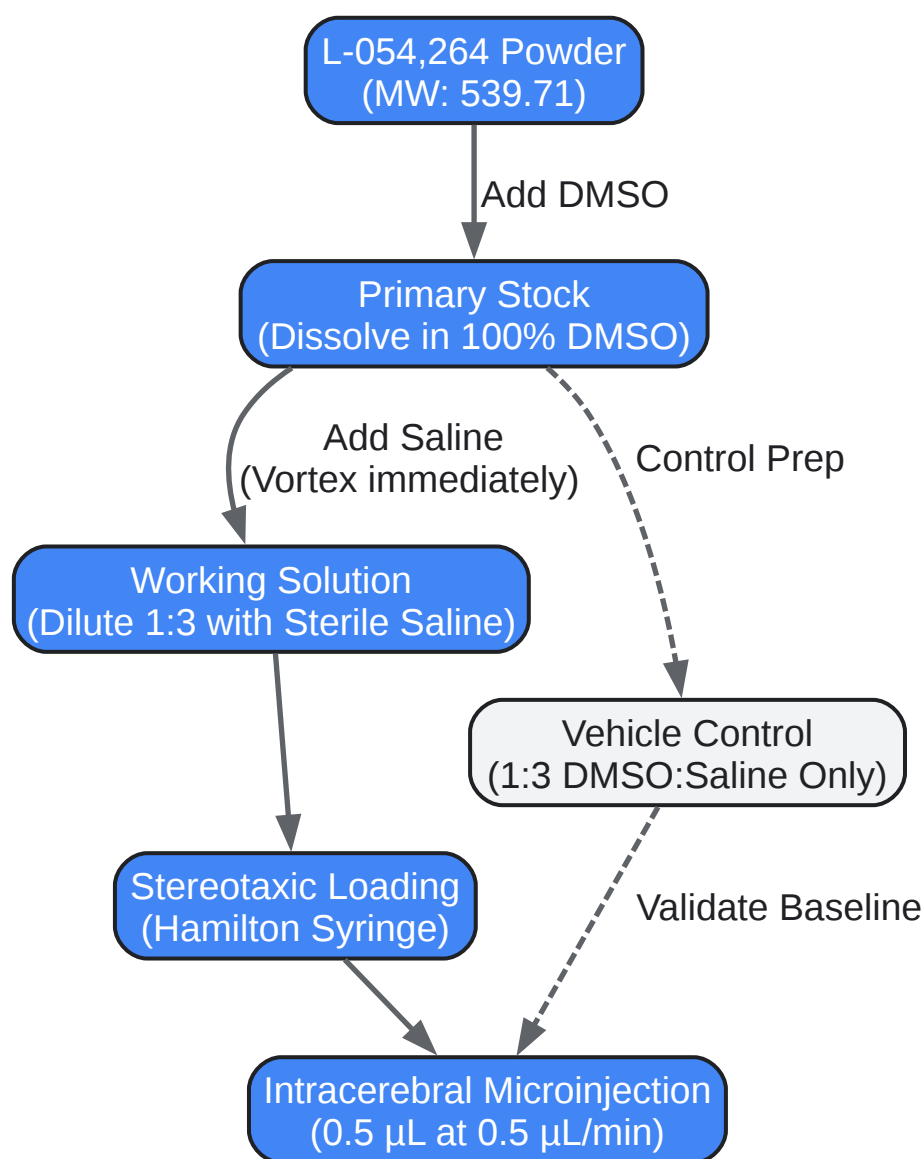 L-054,264 Powder
(MW: 539.71)
Add DMSO
Primary Stock
(Dissolve in 100% DMSO)
Add Saline
(Vortex immediately)
Control Prep
Working Solution
(Dilute 1:3 with Sterile Saline)
Vehicle Control
(1:3 DMSO:Saline Only)
Stereotaxic Loading
(Hamilton Syringe)
Validate Baseline
Intracerebral Microinjection
(0.5 µL at 0.5 µL/min)